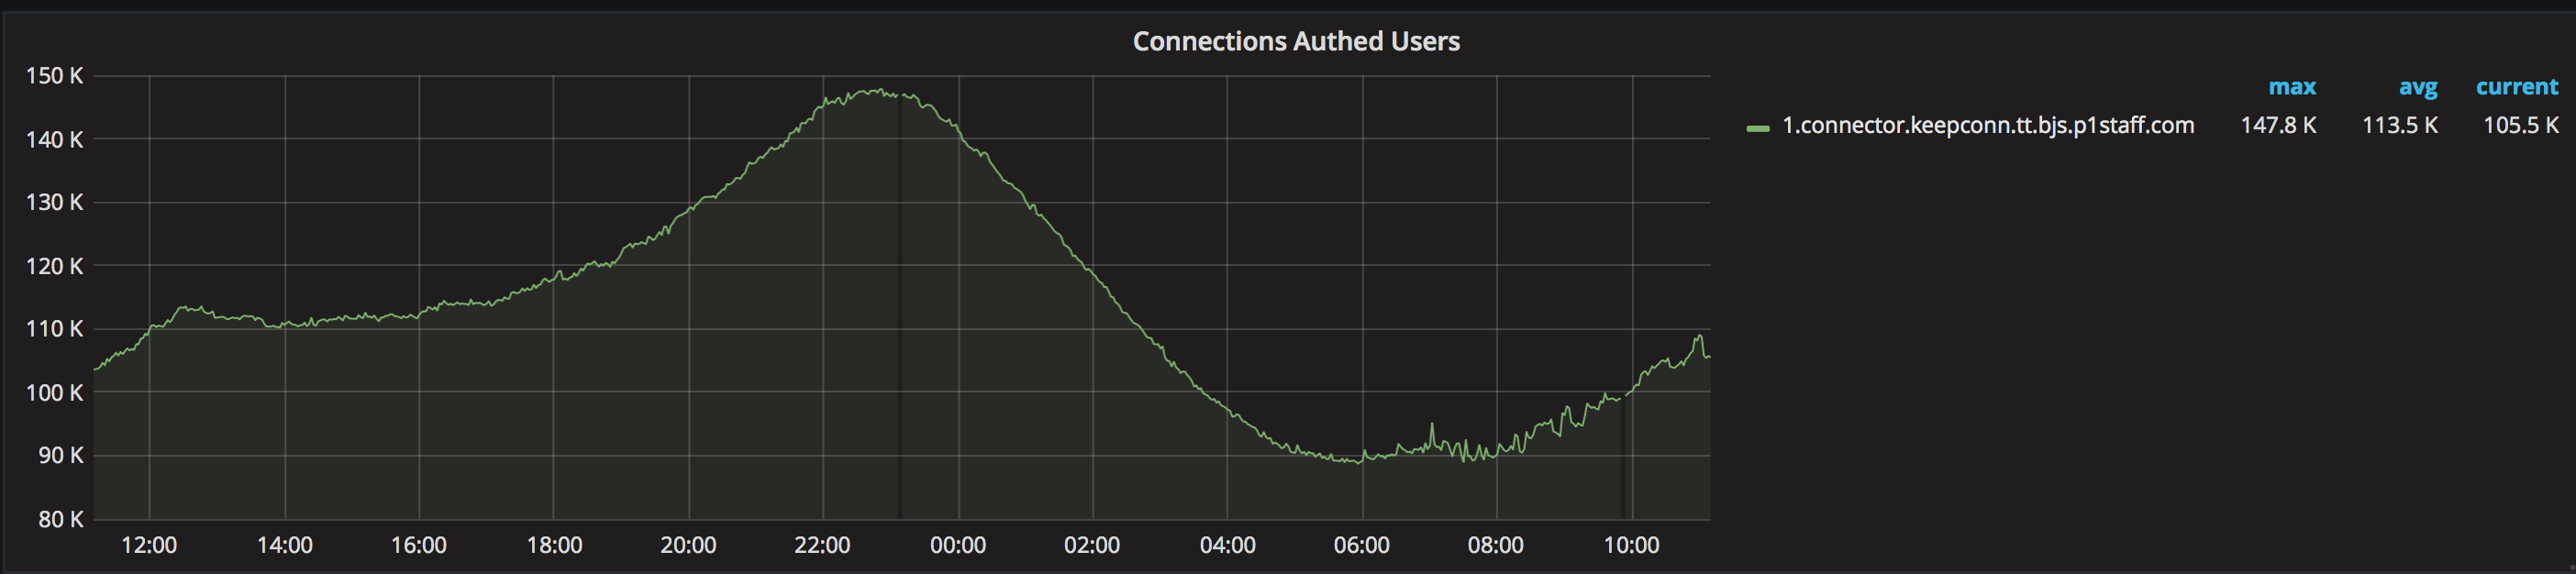 Connections Authed Users
150 K
140 K
130 K
120 K
110 K
100 K
90 K
80 K
12:00 14:00 16:00 18:00 20:00 22:00 00:00 02:00 04:00 06:00 08:00 10:00
max avg current
1.connector.keepconn.tt.bjs.p1staff.com 147.8 K 113.5 K 105.5 K